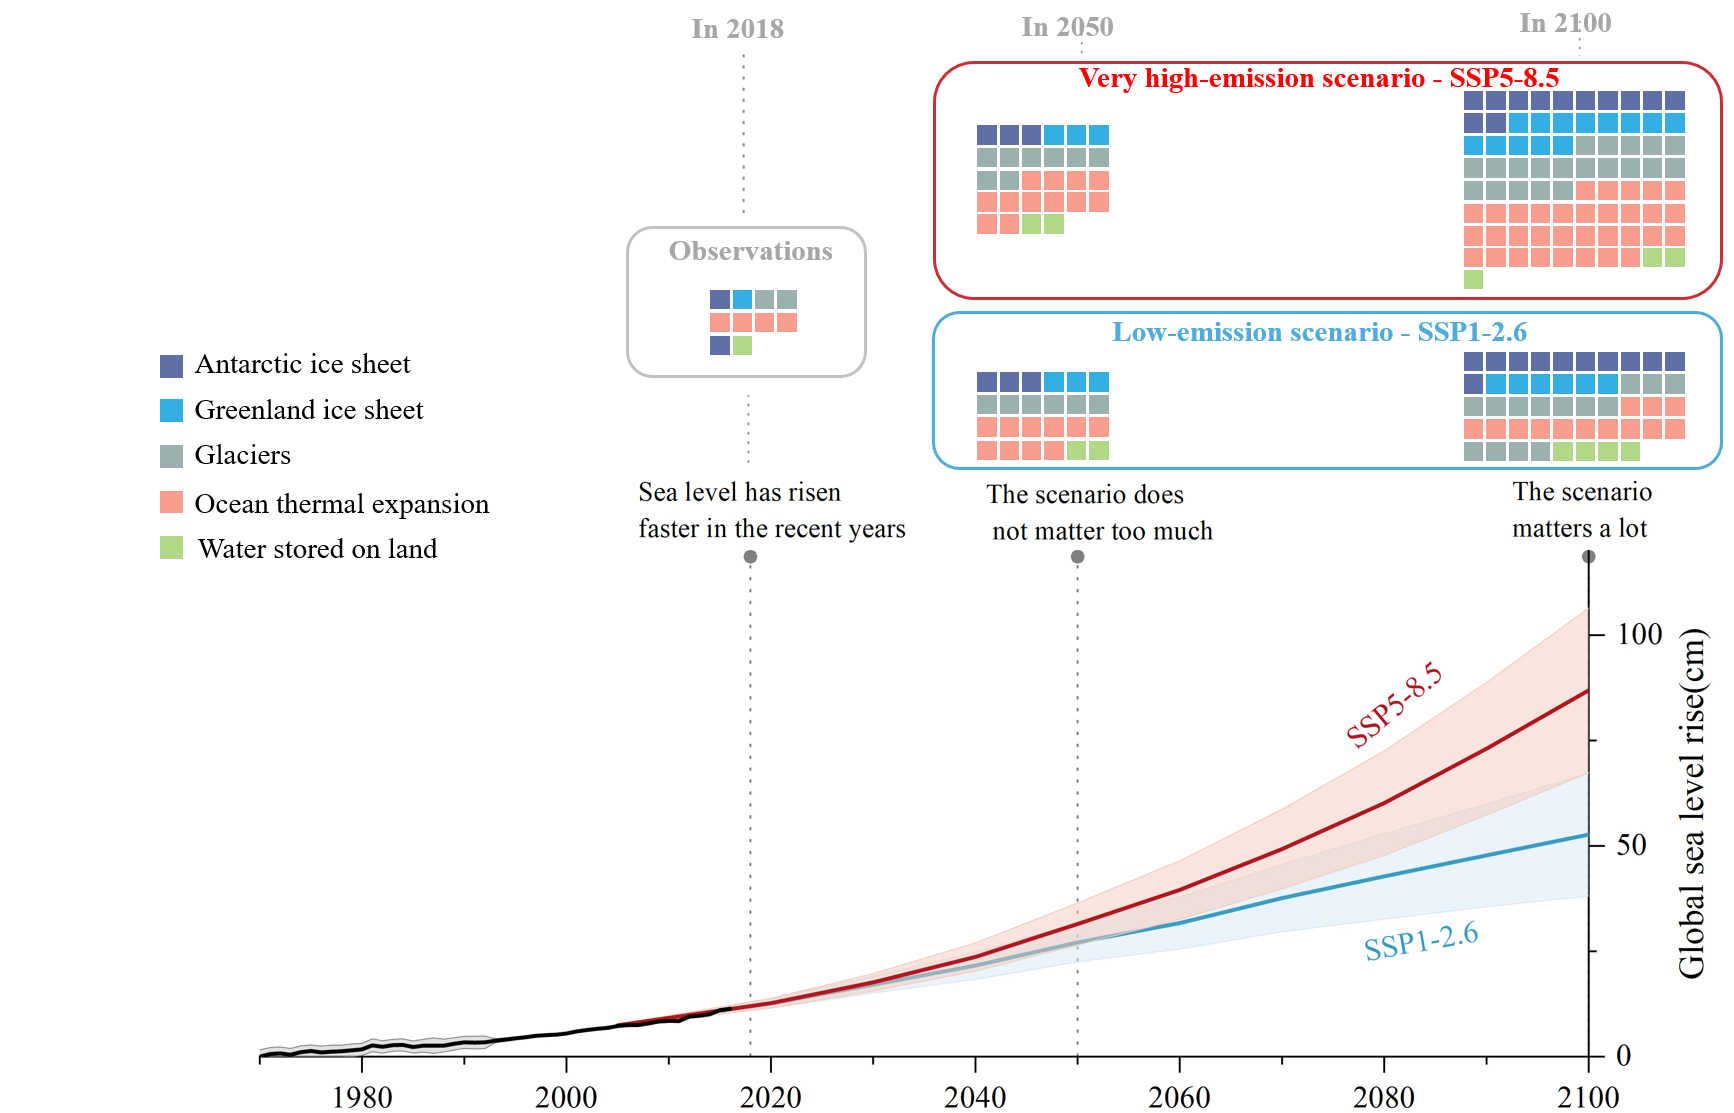 In 2018
In 2050
In 2100
Very high-emission scenario - SSP5-8.5
Observations
Low-emission scenario - SSP1-2.6
Antarctic ice sheet
Greenland ice sheet
Glaciers
Ocean thermal expansion
Water stored on land
Sea level has risen
faster in the recent years
The scenario does
not matter too much
The scenario
matters a lot
SSP5-8.5
SSP1-2.6
100
50
0
Global sea level rise(cm)
1980
2000
2020
2040
2060
2080
2100